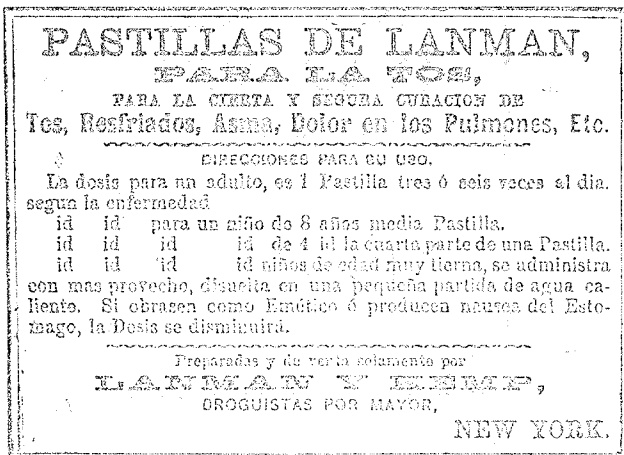 PASTILLAS DE LANMAN,
PARA LA TOS,
PARA LA CIERTA Y SEGURA CURACION DE
Tos, Resfriados, Asma, Dolor en los Pulmones, Etc.
DIRECCIONES PARA SU USO.
La dosis para un adulto, es 1 Pastilla tres ó seis veces al dia.
segun la enfermedad
id id para un niño de 8 años media Pastilla.
id id id id de 4 id la cuarta parte de una Pastilla.
id id id id niños de edad muy tierna, se administra
con mas provecho, disuelta en una pequeña partida de agua ca-
liente. Si obrasen como Emético ó producen nausea del Esto-
mago, la Dosis se disminuirá.
Preparadas y de venta solamente por
LANMAN Y KEMP,
DROGUISTAS POR MAYOR,
NEW YORK.